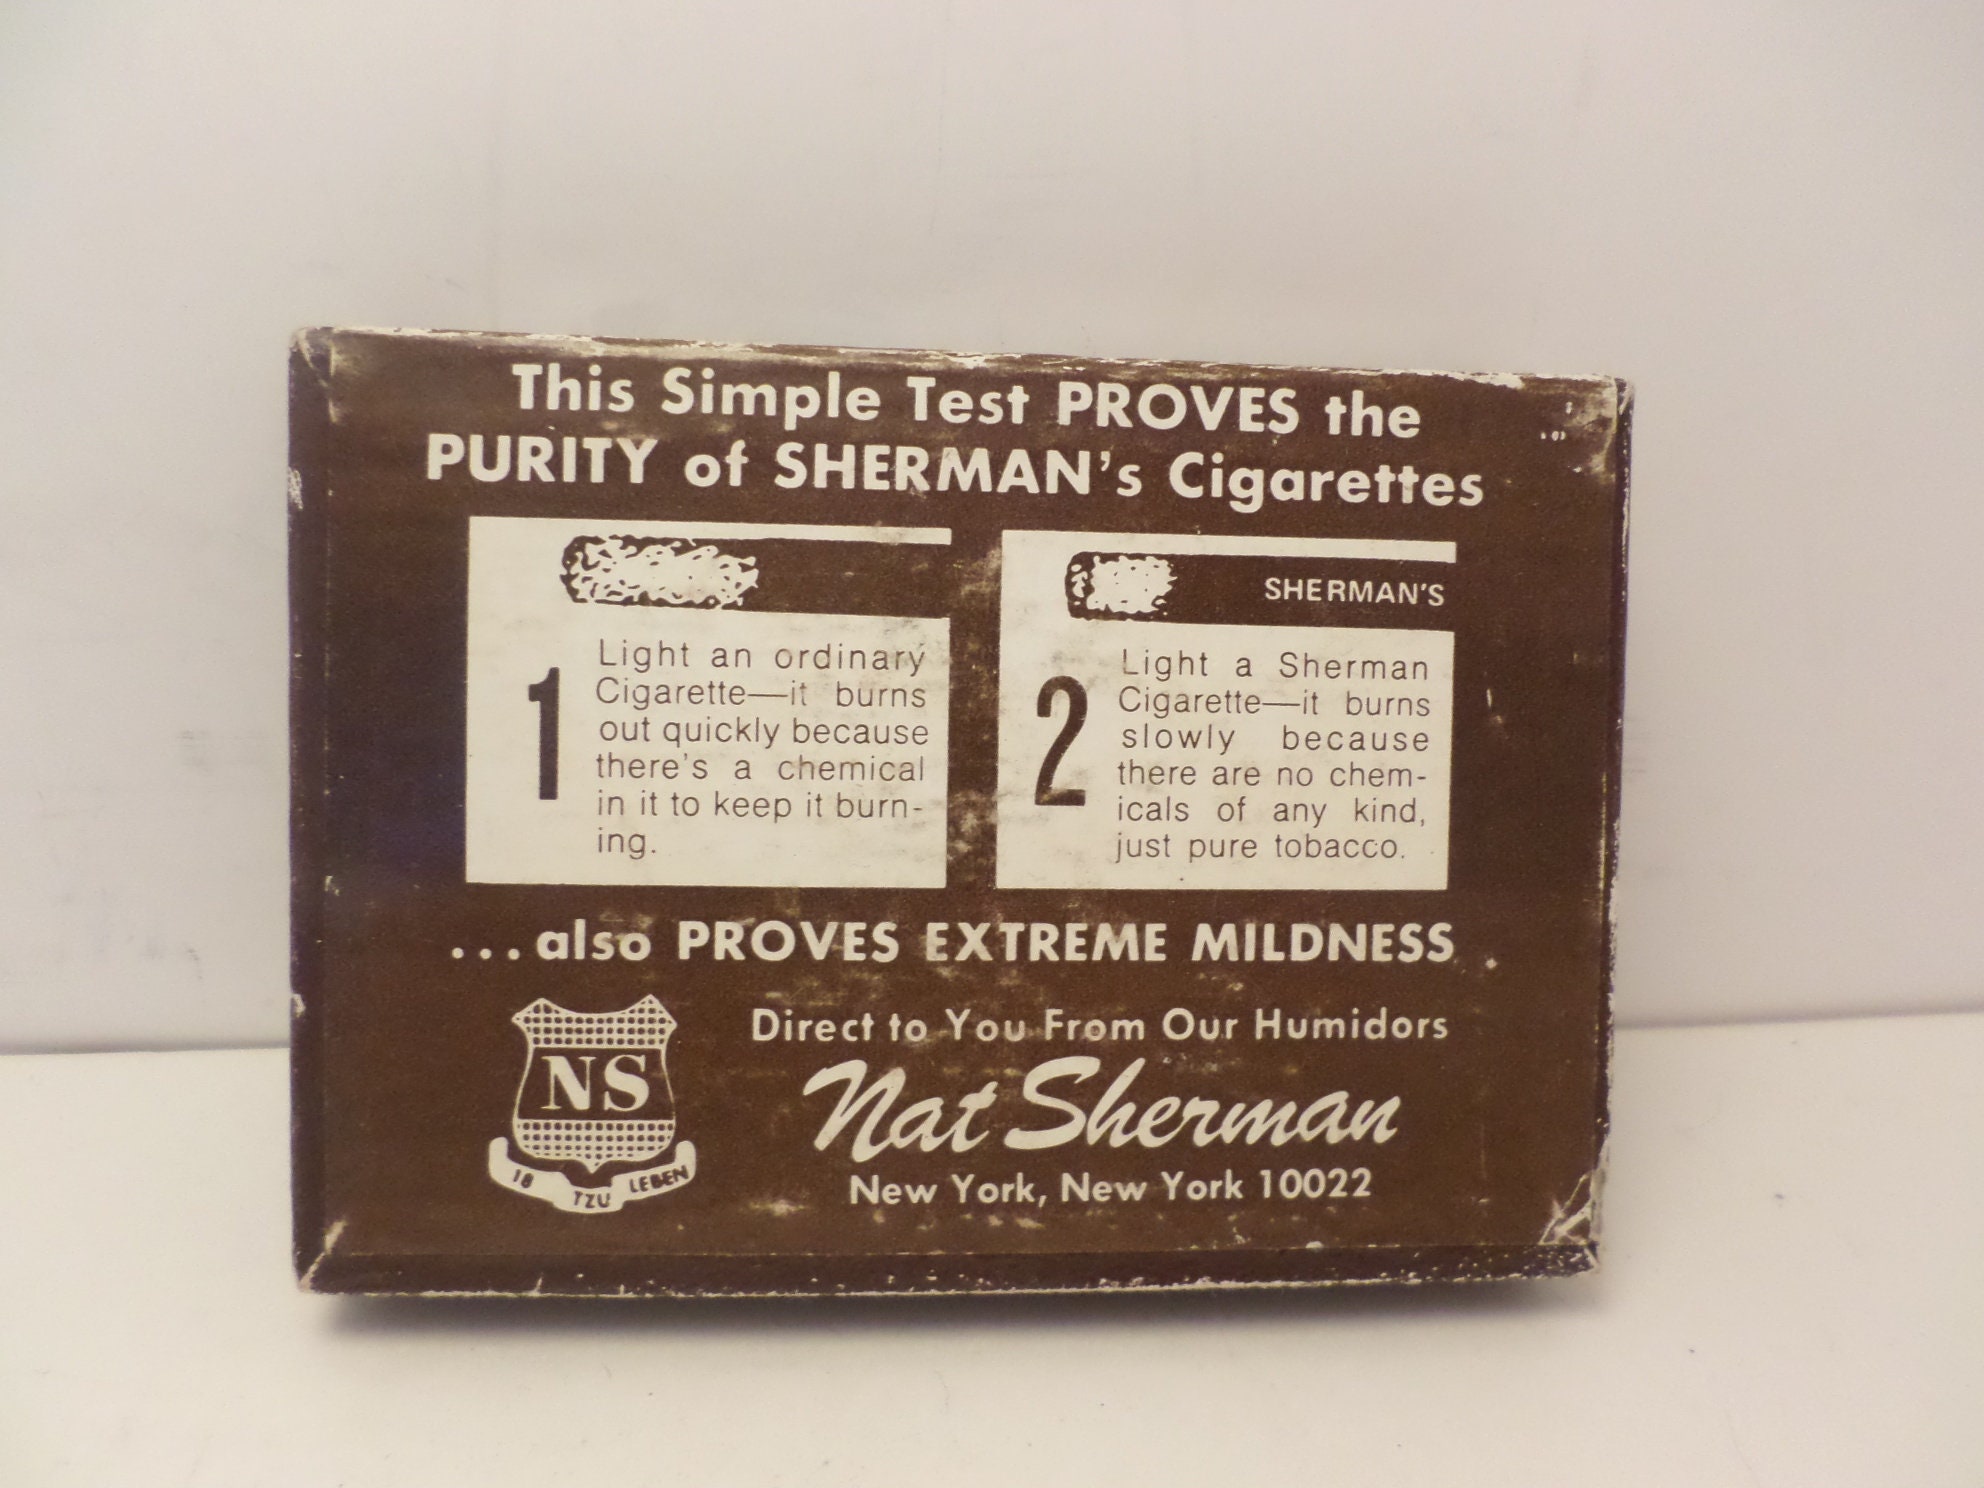 This Simple Test PROVES the
PURITY of SHERMAN's Cigarettes
SHERMAN'S
1
Light an ordinary
Cigarette—it burns
out quickly because
there's a chemical
in it to keep it burn-
ing.
2
Light a Sherman
Cigarette—it burns
slowly because
there are no chem-
icals of any kind,
just pure tobacco.
...also PROVES EXTREME MILDNESS
NS
18 TZU LEBEN
Direct to You From Our Humidors
Nat Sherman
New York, New York 10022